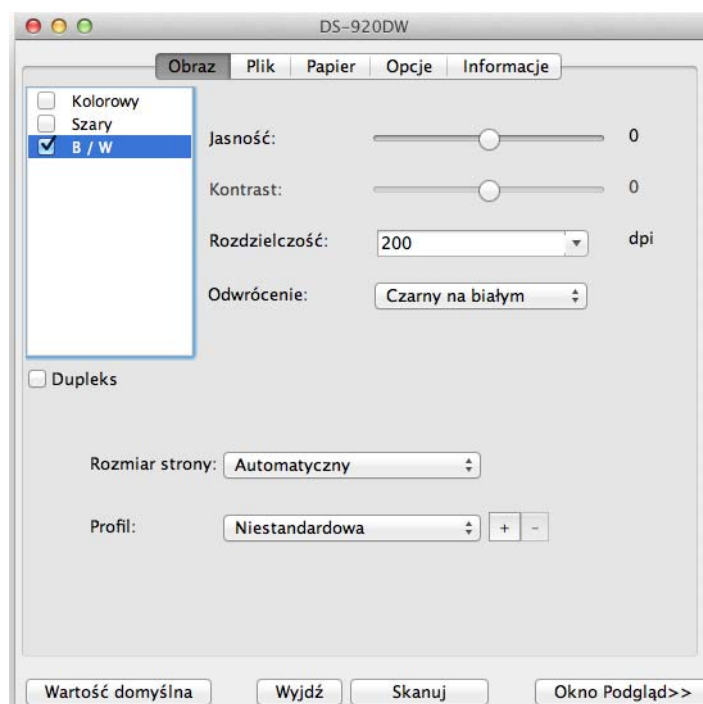 DS-920DW
Obraz Plik Papier Opcje Informacje
Kolorowy
Szary
B / W
Jasność: 0
Kontrast: 0
Rozdzielczość: 200 dpi
Odwrócenie: Czarny na białym
Dupleks
Rozmiar strony: Automatyczny
Profil: Niestandardowa + -
Wartość domyślna Wyjdź Skanuj Okno Podgląd>>